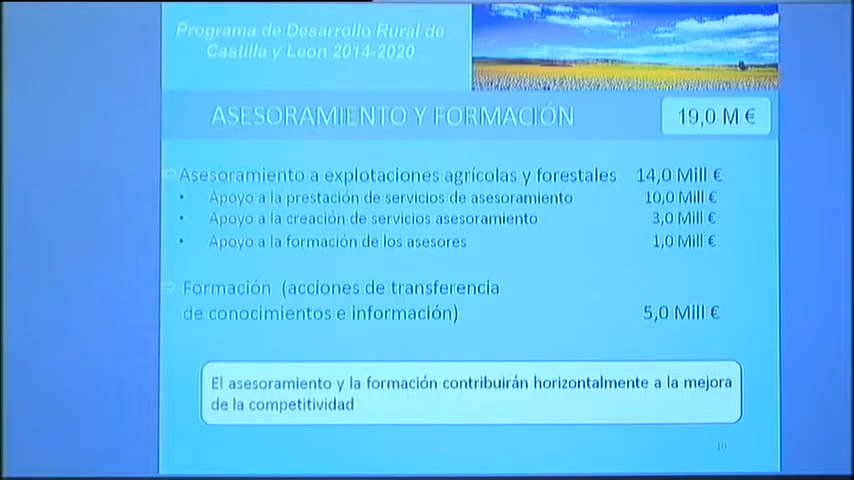 Programa de Desarrollo Rural de
Castilla y León 2014-2020
ASESORAMIENTO Y FORMACIÓN 19,0 M €
⇨ Asesoramiento a explotaciones agrícolas y forestales 14,0 Mill €
• Apoyo a la prestación de servicios de asesoramiento 10,0 Mill €
• Apoyo a la creación de servicios asesoramiento 3,0 Mill €
• Apoyo a la formación de los asesores 1,0 Mill €
⇨ Formación (acciones de transferencia
de conocimientos e información) 5,0 Mill €
El asesoramiento y la formación contribuirán horizontalmente a la mejora
de la competitividad
10